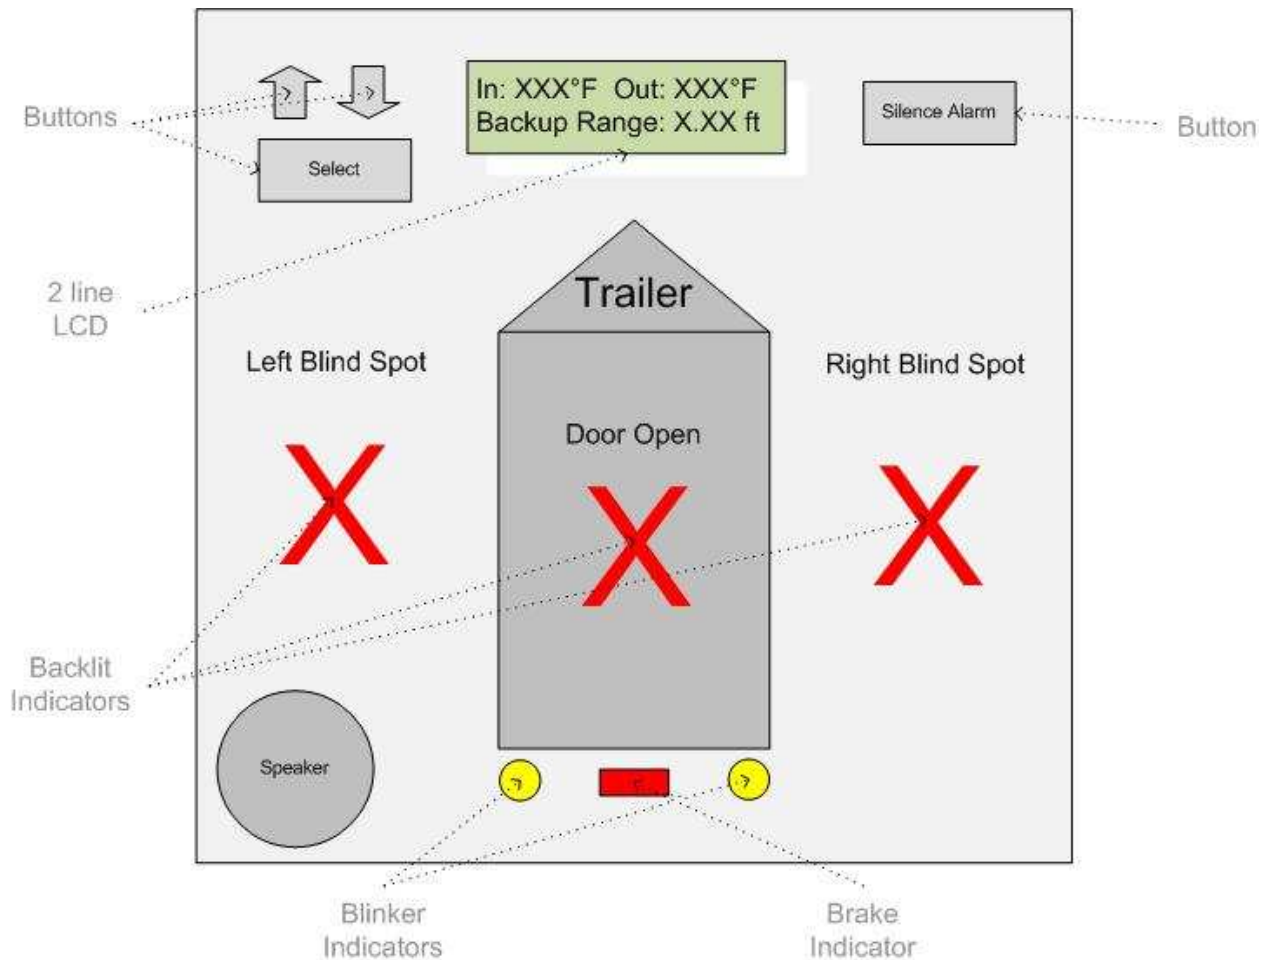 In: XXX°F Out: XXX°F
Backup Range: X.XX ft
Silence Alarm
Buttons
Button
Select
2 line
LCD
Trailer
Left Blind Spot
Right Blind Spot
Door Open
X
X
X
Backlit
Indicators
Speaker
Blinker
Indicators
Brake
Indicator